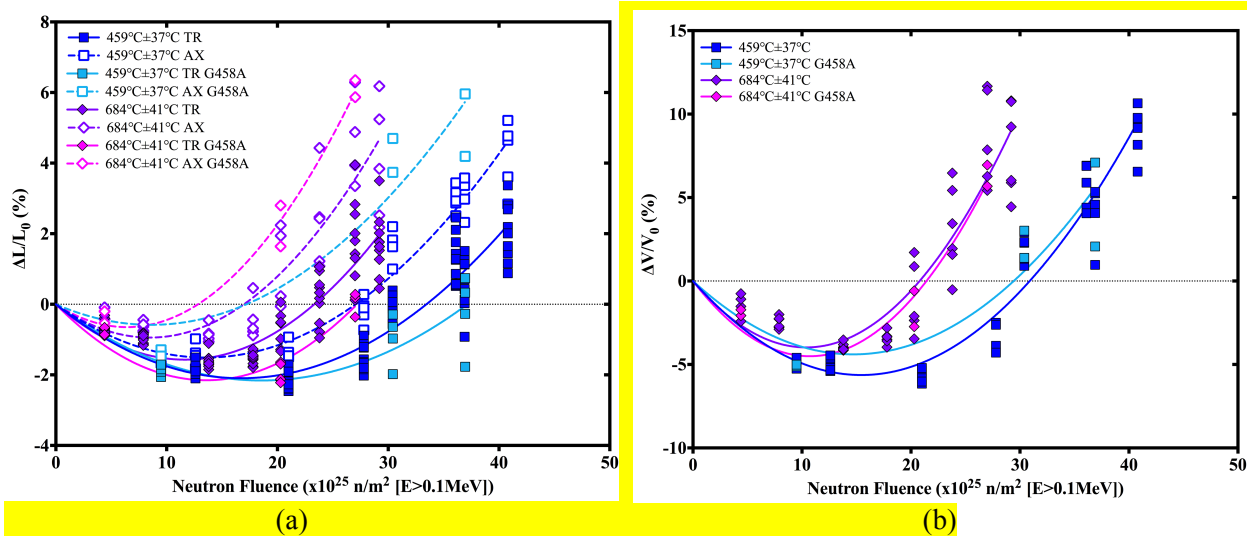 8
6
4
2
0
-2
-4
ΔL/L₀ (%)
459°C±37°C TR
459°C±37°C AX
459°C±37°C TR G458A
459°C±37°C AX G458A
684°C±41°C TR
684°C±41°C AX
684°C±41°C TR G458A
684°C±41°C AX G458A
0 10 20 30 40 50
Neutron Fluence (x10²⁵ n/m² [E>0.1MeV])
(a)
15
10
5
0
-5
-10
ΔV/V₀ (%)
459°C±37°C
459°C±37°C G458A
684°C±41°C
684°C±41°C G458A
0 10 20 30 40 50
Neutron Fluence (x10²⁵ n/m² [E>0.1MeV])
(b)